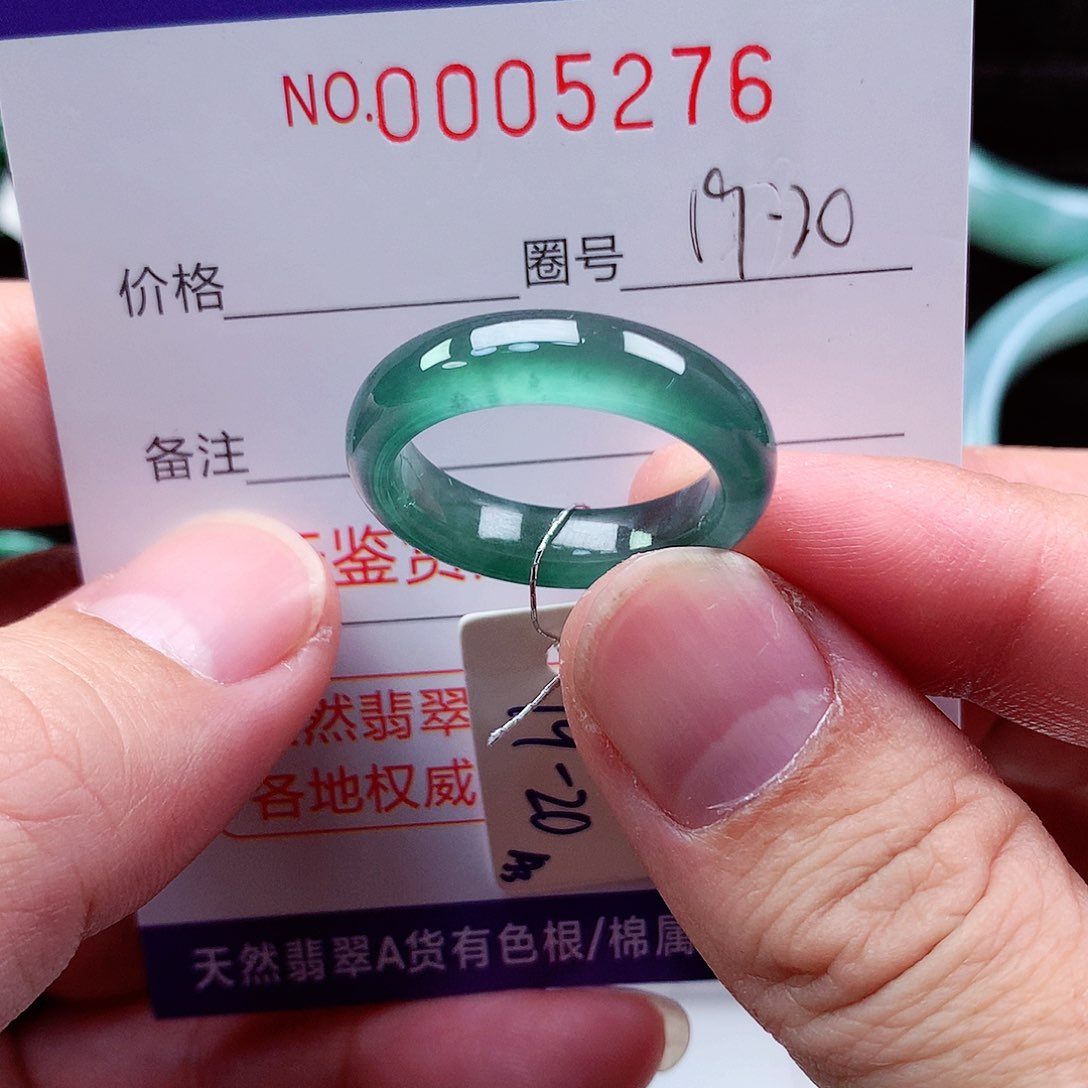 NO.0005276
价格 圈号 19-20
备注
鉴赏
然翡翠
各地权威
19-20
天然翡翠A货有色根/棉属